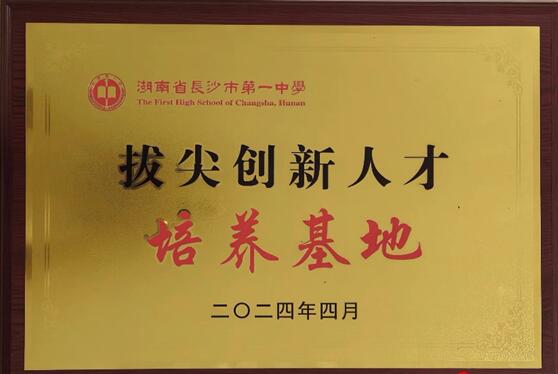 湖南省長沙市第一中學
The First High School of Changsha, Hunan
拔尖创新人才
培养基地
二〇二四年四月